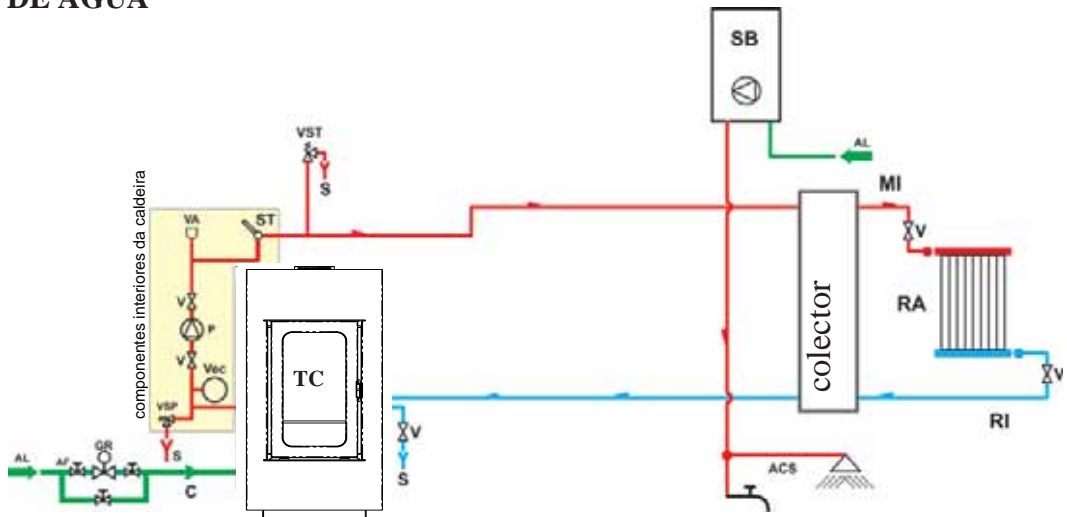 DE ÁGUA
SB
VST
AL
S
MI
componentes interiores da caldeira
VA
ST
V
V
P
RA
colector
TC
V
Vec
V
VSP
RI
V
S
GR
AL
AF
S
ACS
C